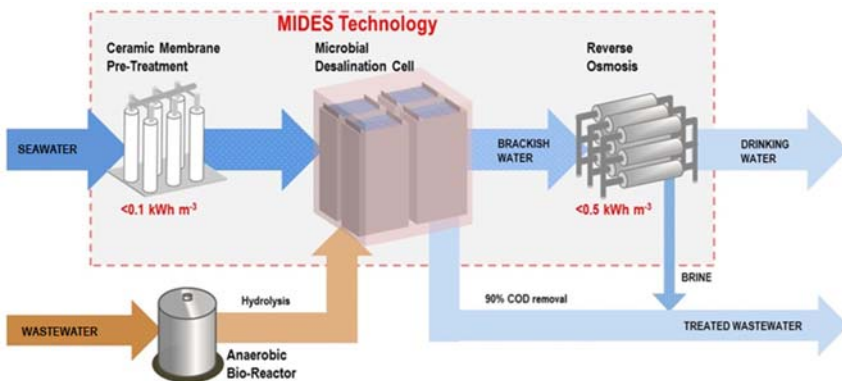 MIDES Technology
Ceramic Membrane
Pre-Treatment
Microbial
Desalination Cell
Reverse
Osmosis
SEAWATER
BRACKISH
WATER
DRINKING
WATER
<0.1 kWh m-3
<0.5 kWh m-3
BRINE
Hydrolysis
90% COD removal
WASTEWATER
TREATED WASTEWATER
Anaerobic
Bio-Reactor